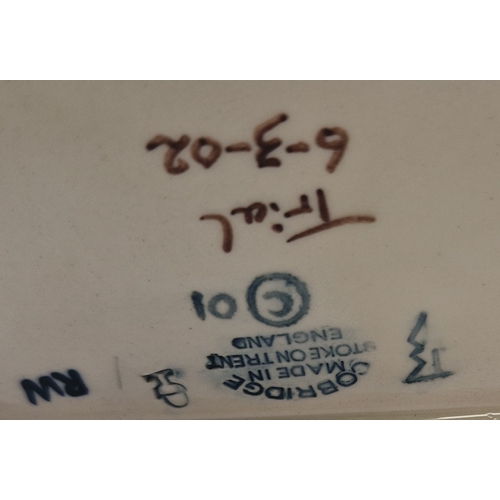 COBRIDGE
MADE IN
STOKE ON TRENT
ENGLAND
RW
© 01
Trial
6-3-02